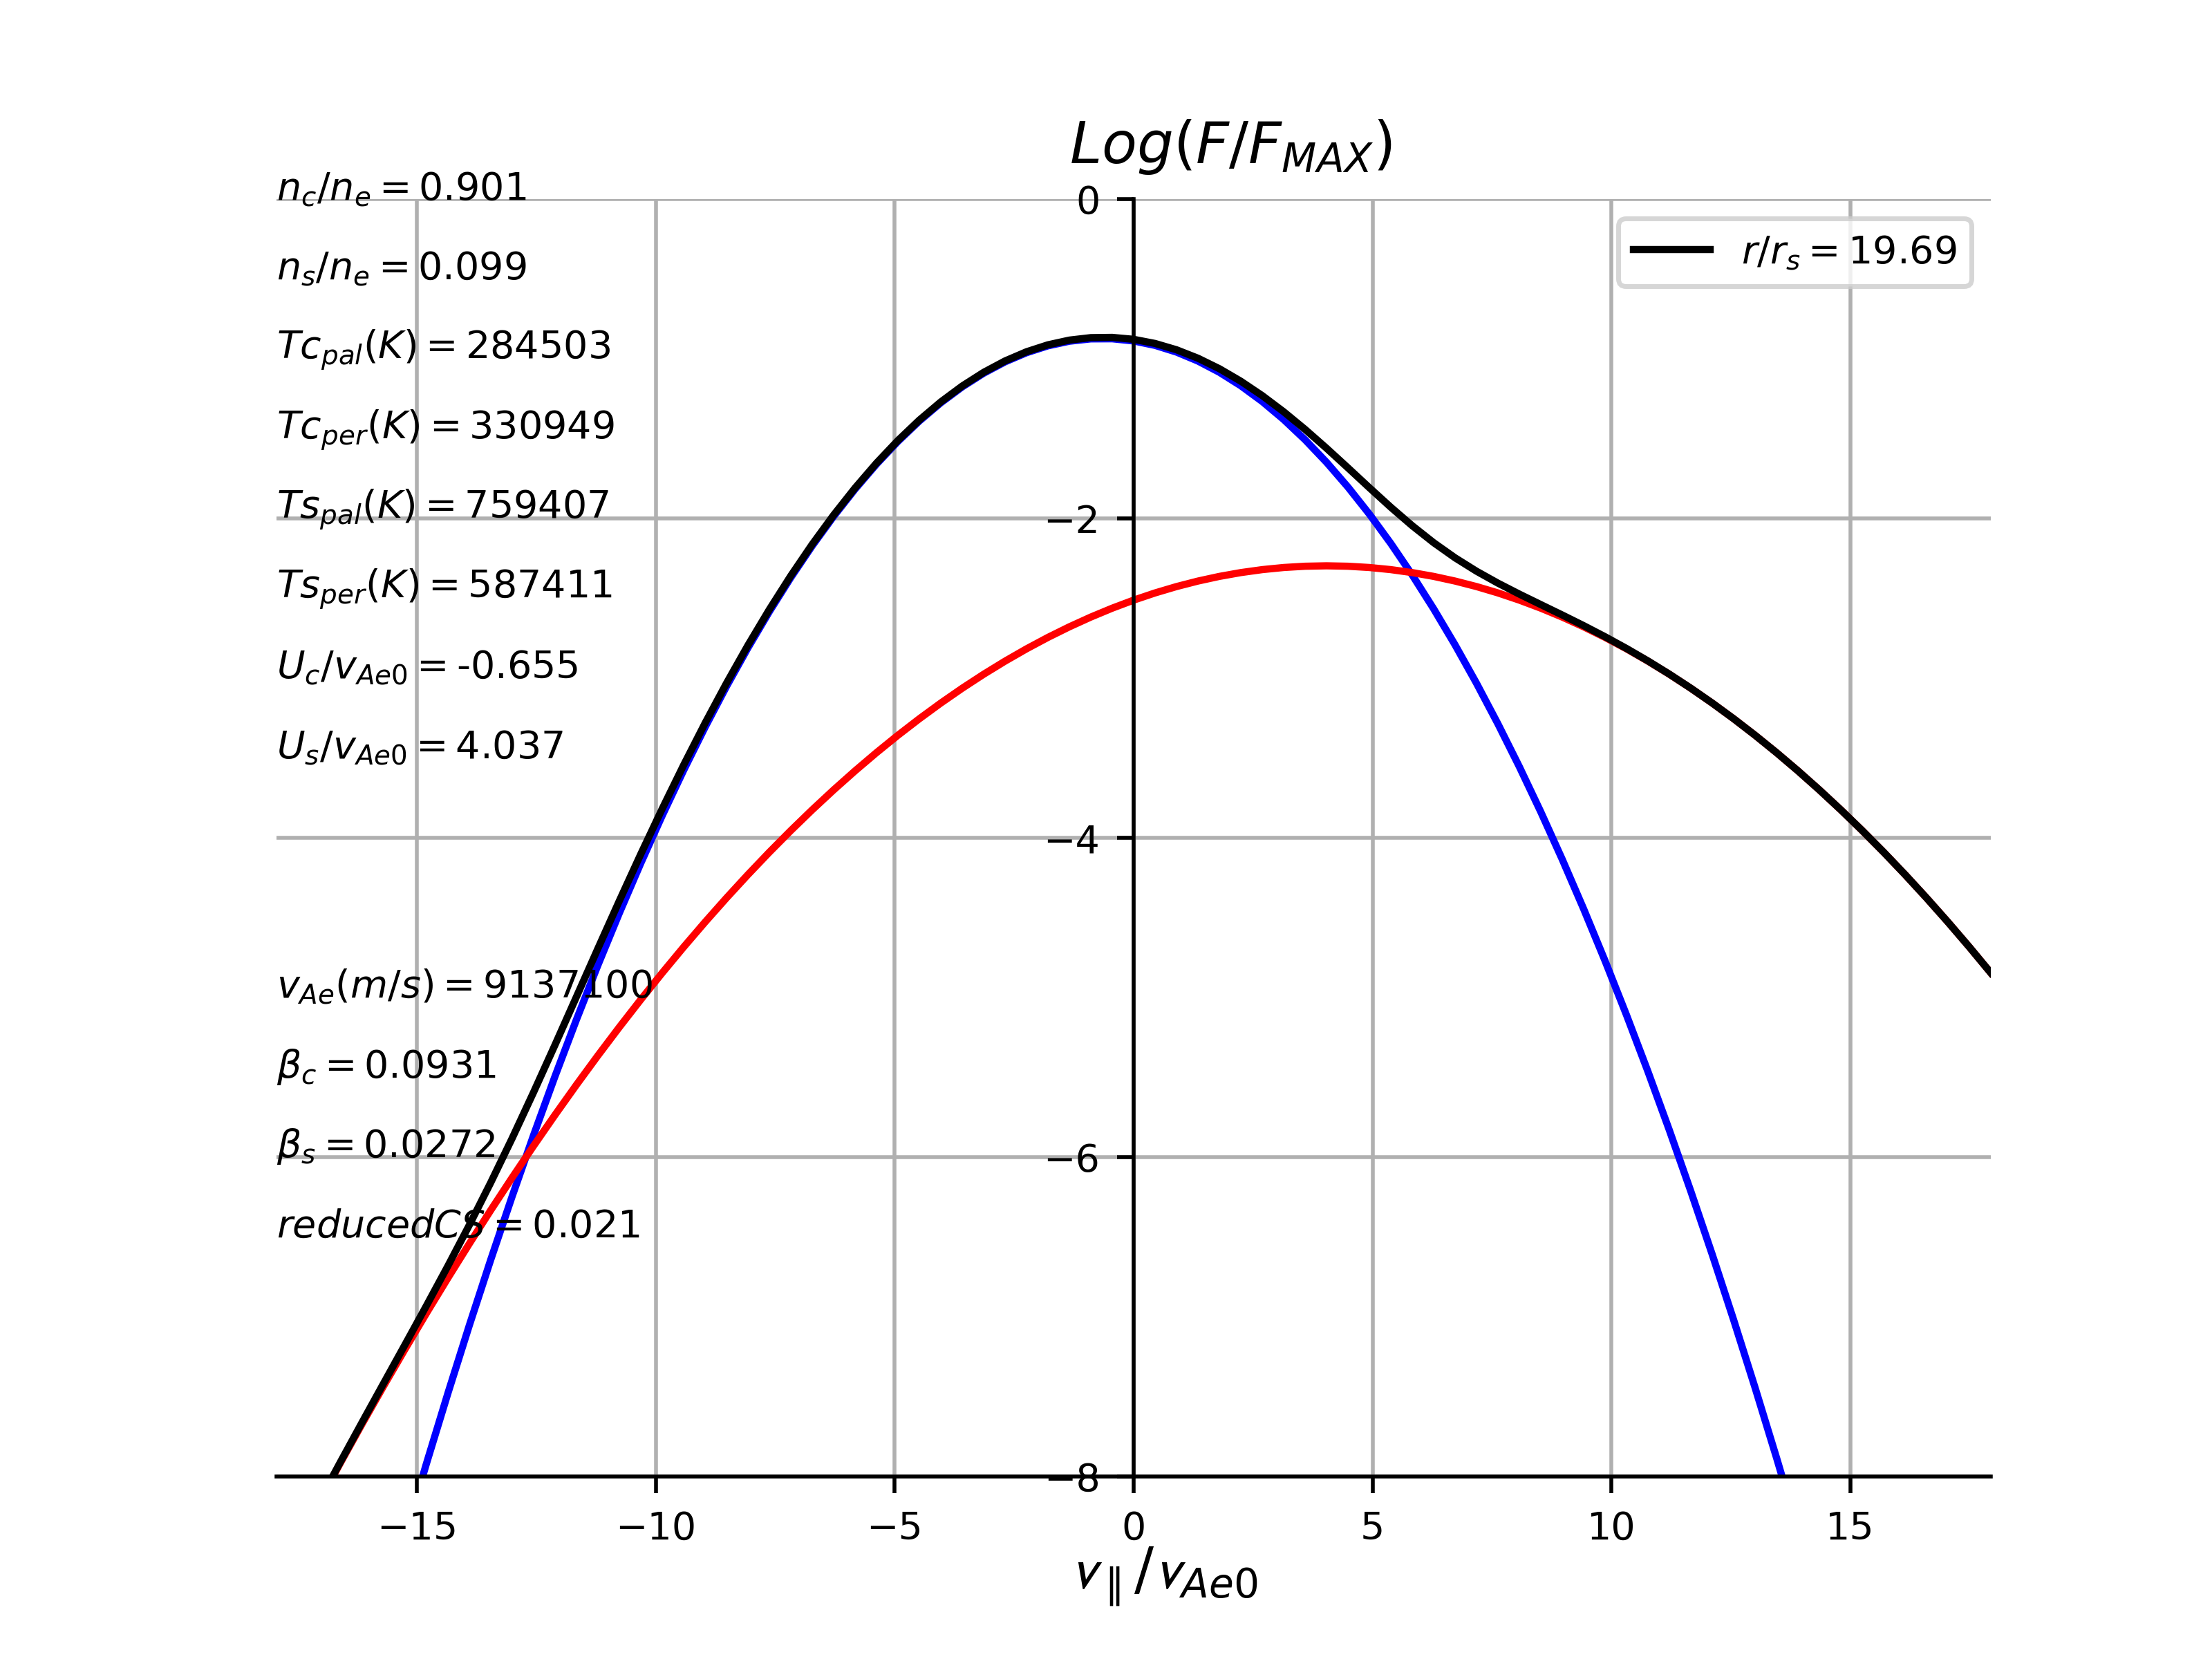 Log(F/F_MAX)
n_c/n_e = 0.901
0
r/r_s = 19.69
n_s/n_e = 0.099
Tc_pal(K) = 284503
Tc_per(K) = 330949
Ts_pal(K) = 759407
−2
Ts_per(K) = 587411
U_c/v_Ae0 = -0.655
U_s/v_Ae0 = 4.037
−4
v_Ae(m/s) = 9137100
β_c = 0.0931
β_s = 0.0272
−6
reducedCS = 0.021
−8
−15 −10 −5 0 5 10 15
v_∥/v_Ae0